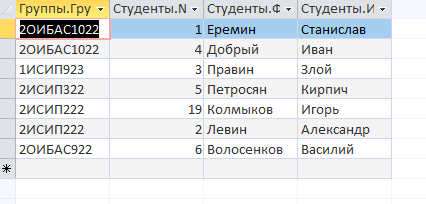 Группы.Гру Студенты.N Студенты.Ф Студенты.И
2ОИБАС1022 1 Еремин Станислав
2ОИБАС1022 4 Добрый Иван
1ИСИП923 3 Правин Злой
2ИСИП322 5 Петросян Кирпич
2ИСИП222 19 Колмыков Игорь
2ИСИП222 2 Левин Александр
2ОИБАС922 6 Волосенков Василий